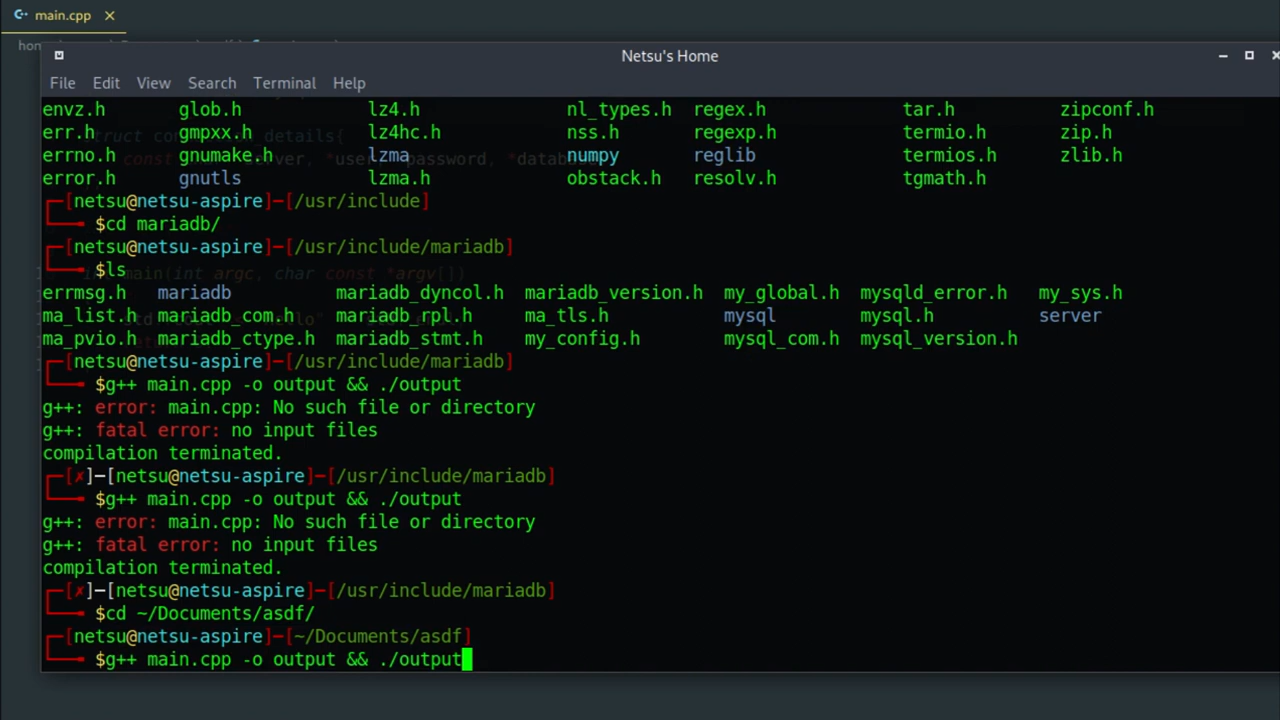 main.cpp ×
Netsu's Home
File Edit View Search Terminal Help
envz.h glob.h lz4.h nl_types.h regex.h tar.h zipconf.h
err.h gmpxx.h lz4hc.h nss.h regexp.h termio.h zip.h
errno.h gnumake.h lzma numpy reglib termios.h zlib.h
error.h gnutls lzma.h obstack.h resolv.h tgmath.h
[netsu@netsu-aspire]─[/usr/include]
$cd mariadb/
[netsu@netsu-aspire]─[/usr/include/mariadb]
$ls
errmsg.h mariadb mariadb_dyncol.h mariadb_version.h my_global.h mysqld_error.h my_sys.h
ma_list.h mariadb_com.h mariadb_rpl.h ma_tls.h mysql mysql.h server
ma_pvio.h mariadb_ctype.h mariadb_stmt.h my_config.h mysql_com.h mysql_version.h
[netsu@netsu-aspire]─[/usr/include/mariadb]
$g++ main.cpp -o output && ./output
g++: error: main.cpp: No such file or directory
g++: fatal error: no input files
compilation terminated.
[✗]─[netsu@netsu-aspire]─[/usr/include/mariadb]
$g++ main.cpp -o output && ./output
g++: error: main.cpp: No such file or directory
g++: fatal error: no input files
compilation terminated.
[✗]─[netsu@netsu-aspire]─[/usr/include/mariadb]
$cd ~/Documents/asdf/
[netsu@netsu-aspire]─[~/Documents/asdf]
$g++ main.cpp -o output && ./output